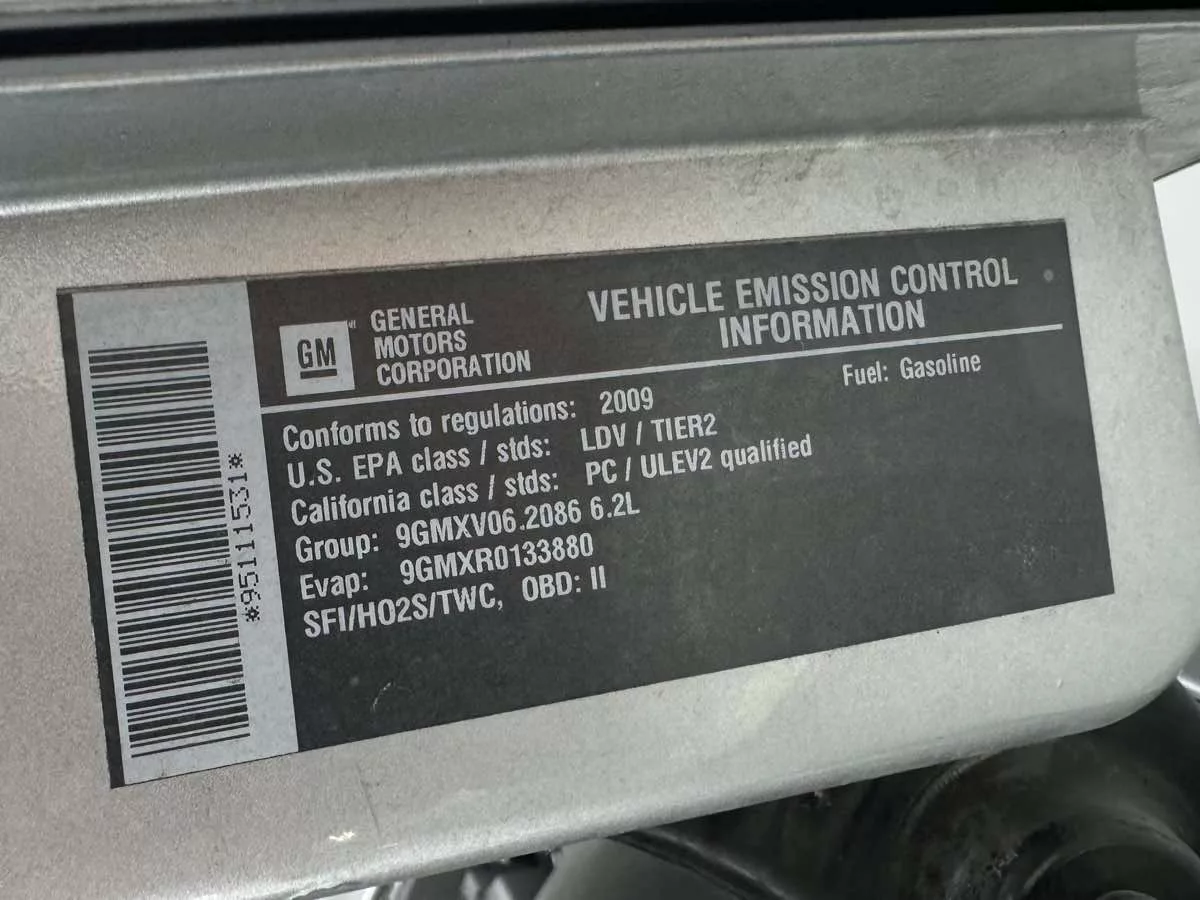 GM
GENERAL
MOTORS
CORPORATION
VEHICLE EMISSION CONTROL
INFORMATION
Fuel: Gasoline
Conforms to regulations: 2009
U.S. EPA class / stds: LDV / TIER2
California class / stds: PC / ULEV2 qualified
Group: 9GMXV06.2086 6.2L
Evap: 9GMXR0133880
SFI/HO2S/TWC, OBD: II
*95111531*